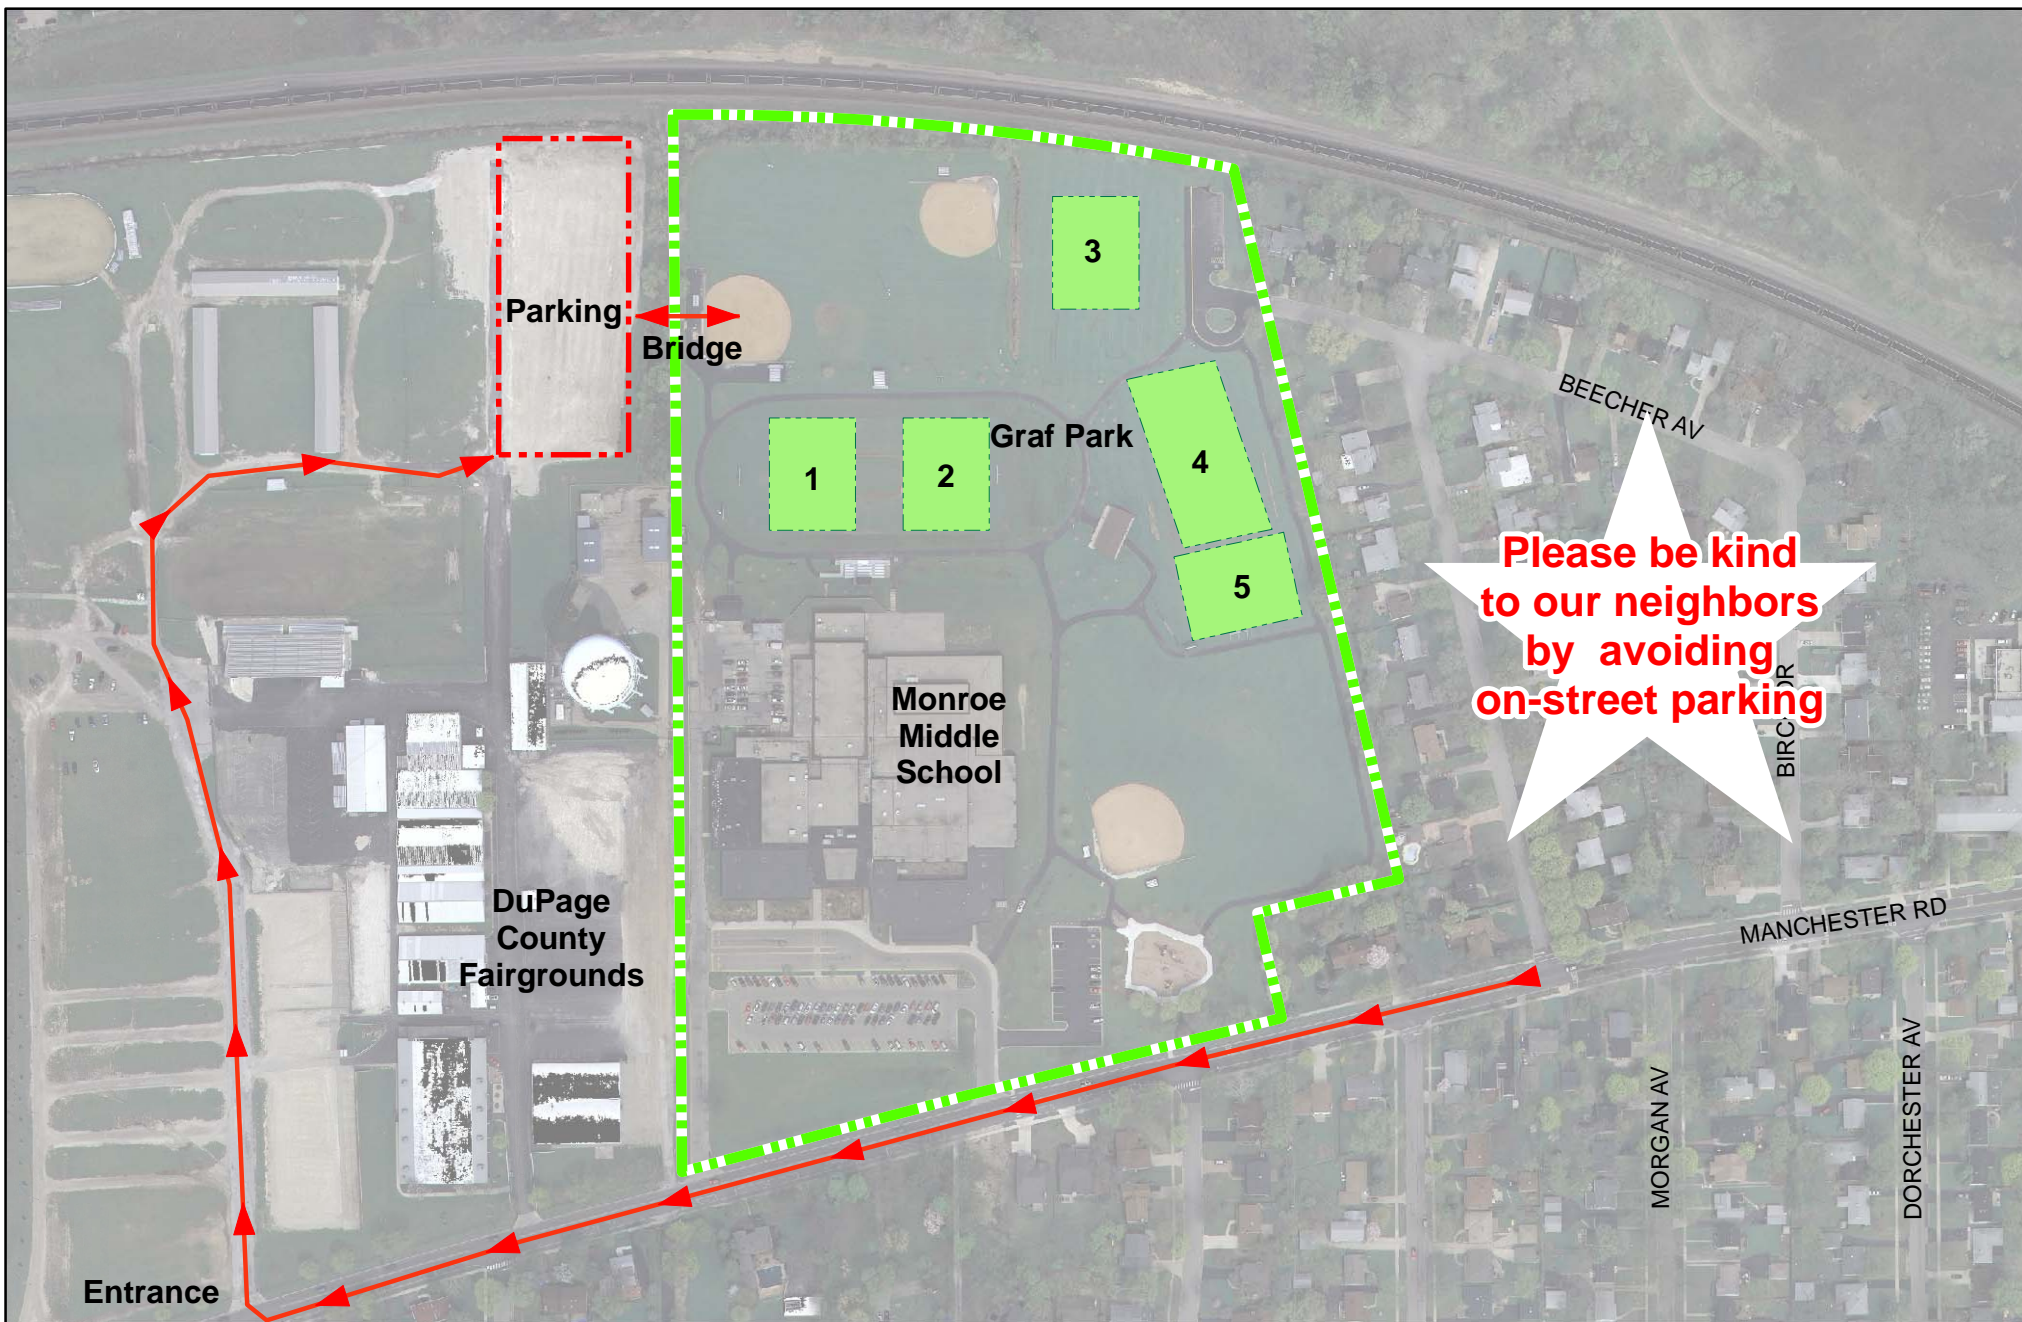 3
Parking
Bridge
BEECHER AV
Graf Park
1
2
4
5
Please be kind
to our neighbors
by avoiding
on-street parking
Monroe
Middle
School
DuPage
County
Fairgrounds
MANCHESTER RD
MORGAN AV
DORCHESTER AV
Entrance